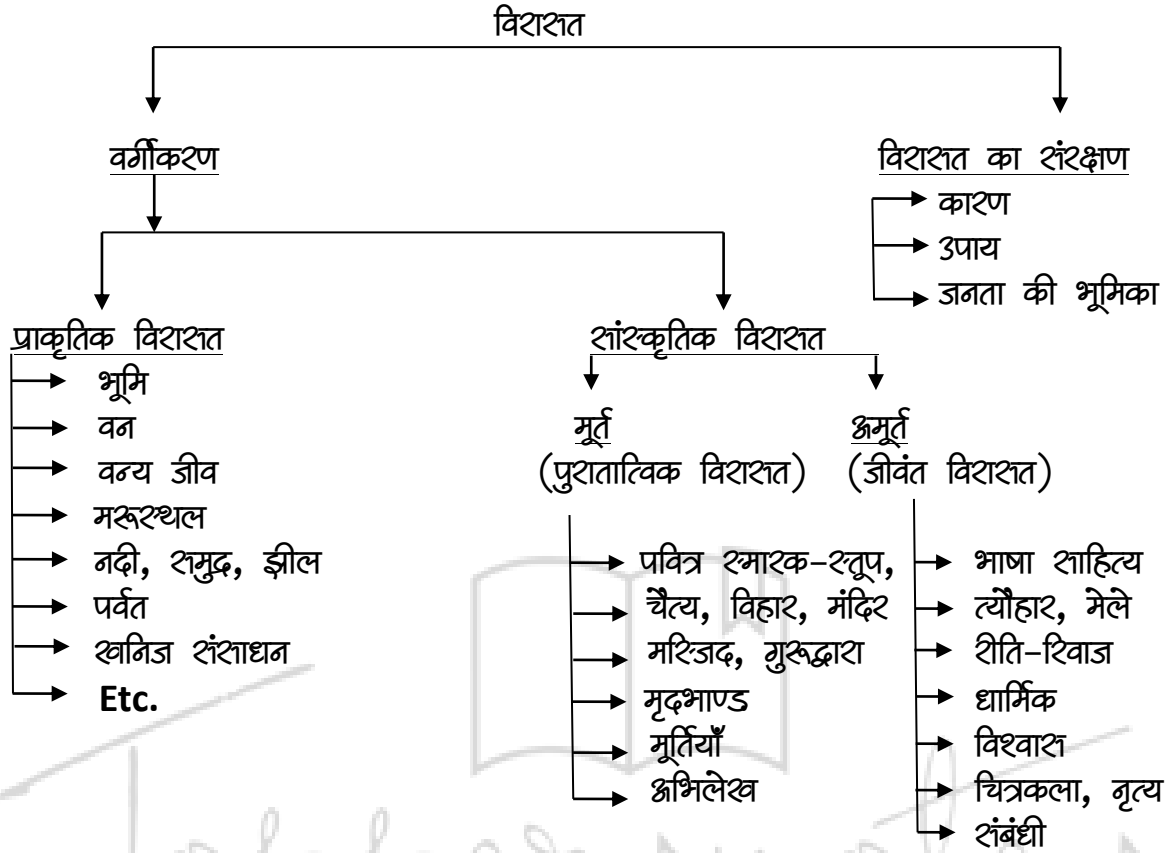 विरासत
वर्गीकरण
विरासत का संरक्षण
कारण
उपाय
जनता की भूमिका
प्राकृतिक विरासत
भूमि
वन
वन्य जीव
मरूस्थल
नदी, समुद्र, झील
पर्वत
खनिज संसाधन
Etc.
सांस्कृतिक विरासत
मूर्त
(पुरातात्विक विरासत)
पवित्र स्मारक-स्तूप,
चैत्य, विहार, मंदिर
मस्जिद, गुरूद्वारा
मृदभाण्ड
मूर्तियाँ
अभिलेख
अमूर्त
(जीवंत विरासत)
भाषा साहित्य
त्यौहार, मेले
रीति-रिवाज
धार्मिक
विश्वास
चित्रकला, नृत्य
संबंधी